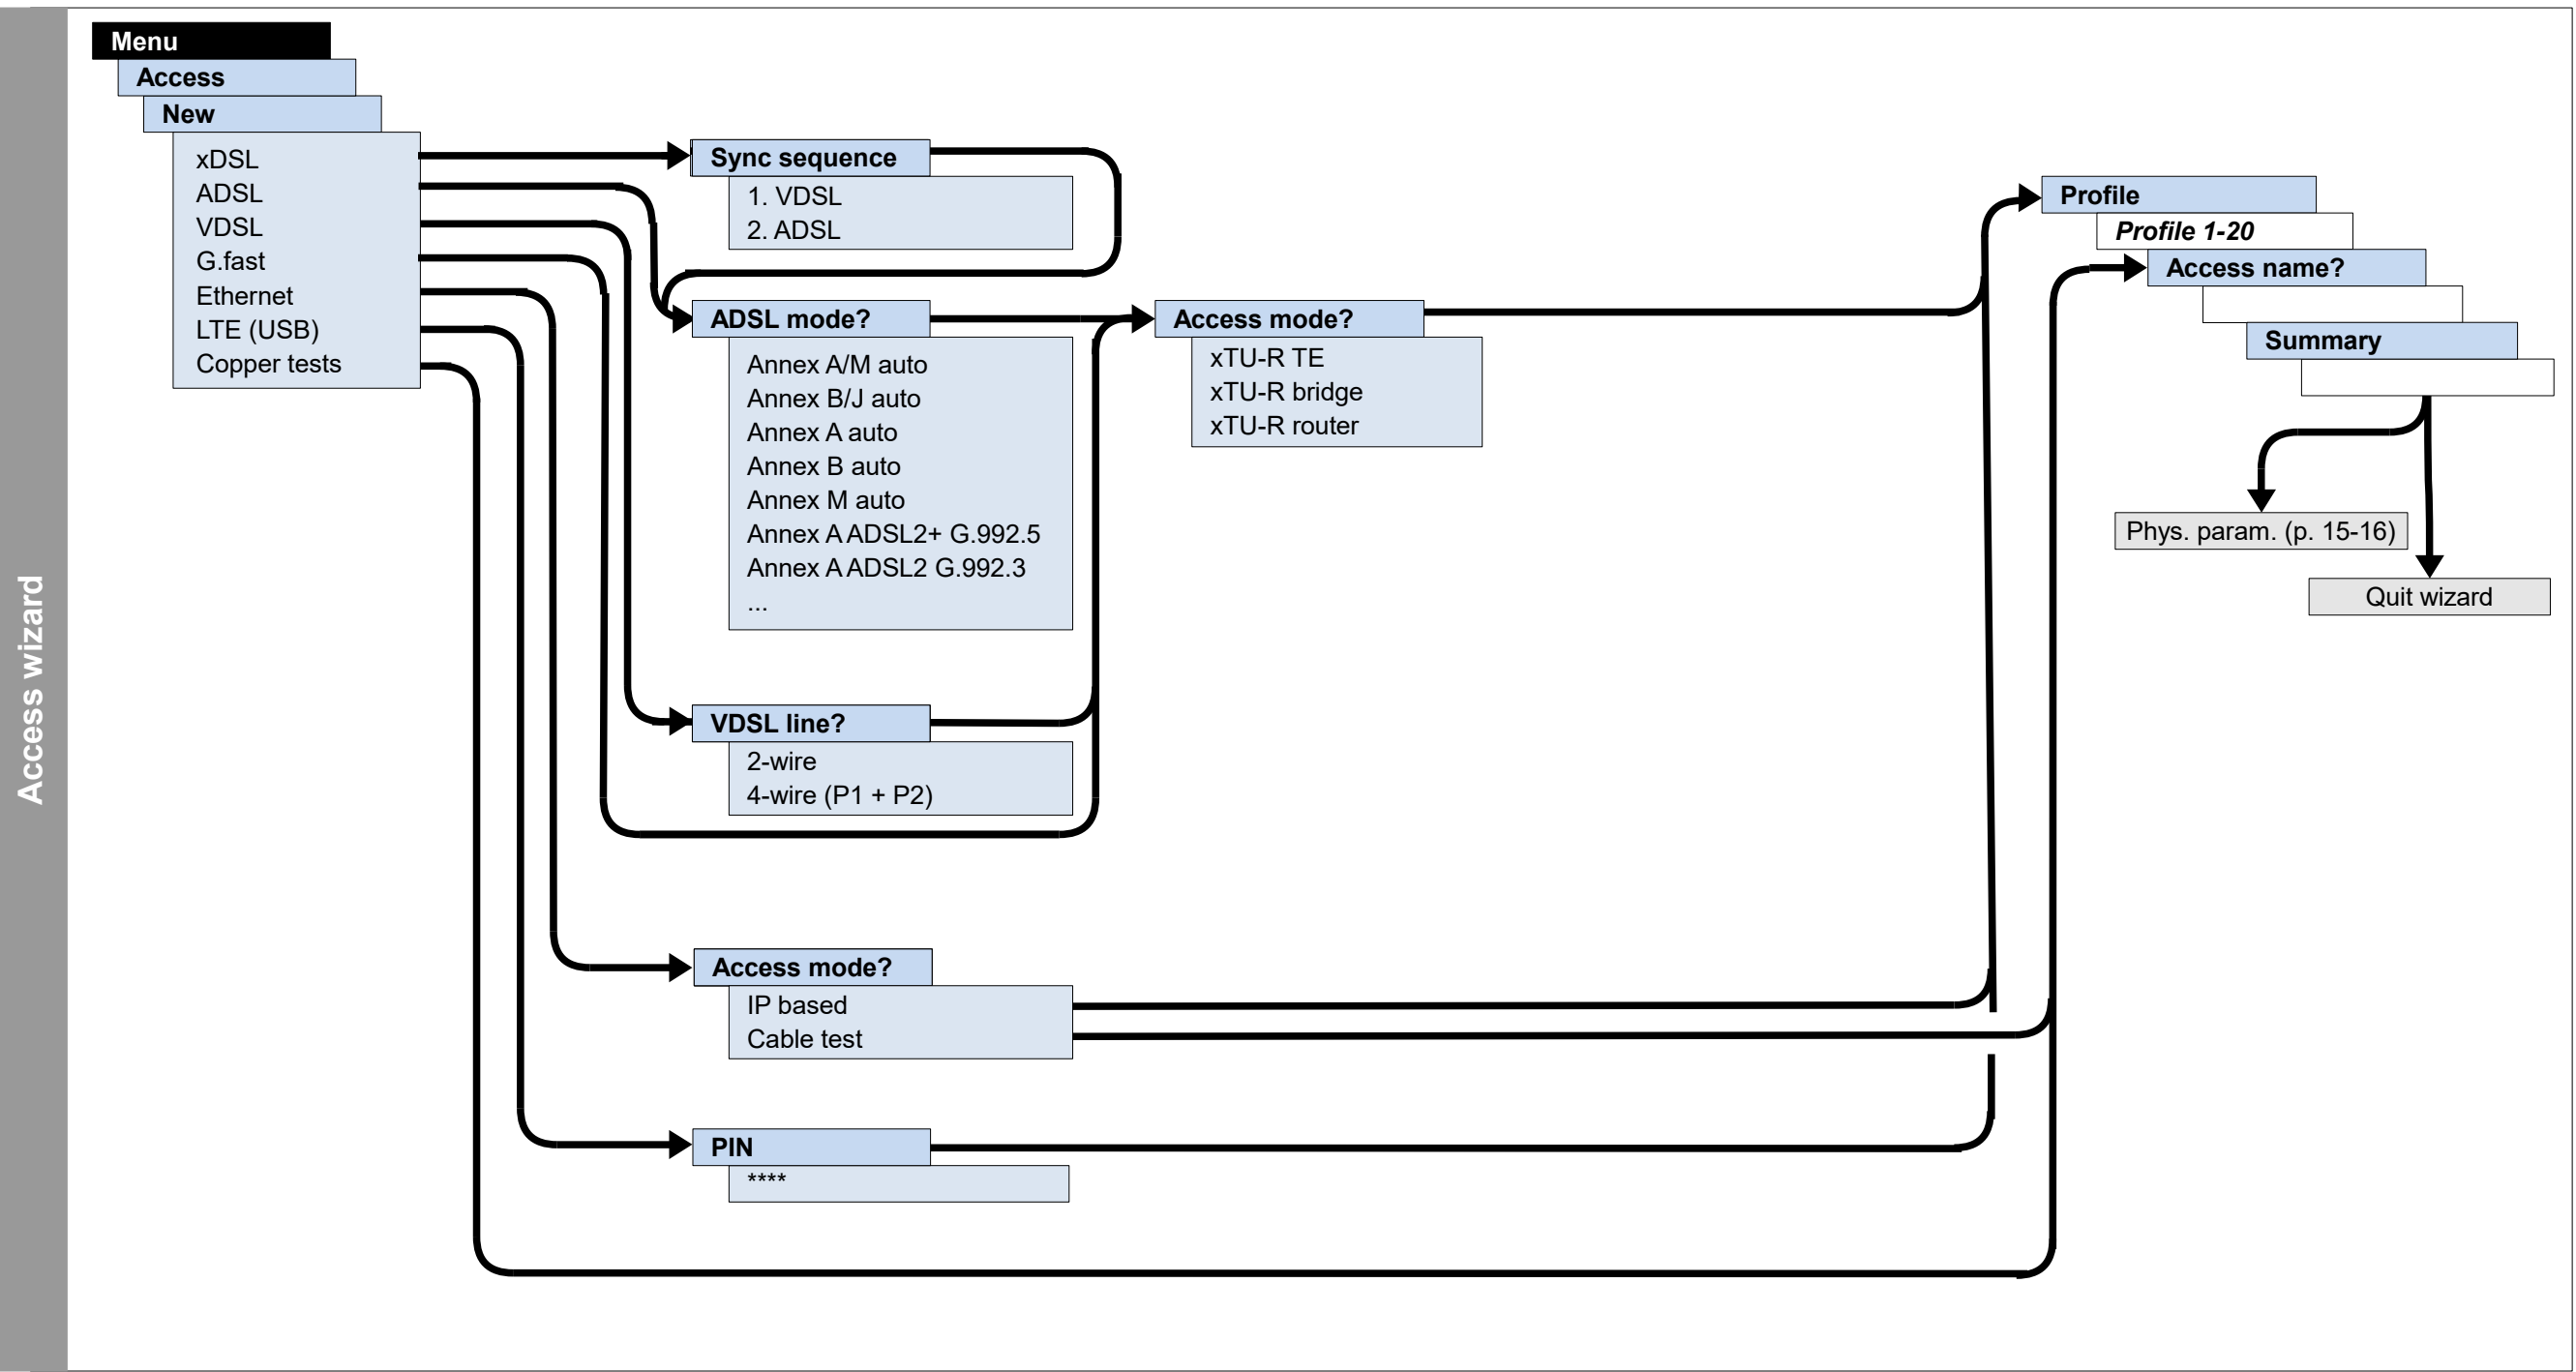 Access wizard
Menu
Access
New
xDSL
ADSL
VDSL
G.fast
Ethernet
LTE (USB)
Copper tests
Sync sequence
1. VDSL
2. ADSL
ADSL mode?
Annex A/M auto
Annex B/J auto
Annex A auto
Annex B auto
Annex M auto
Annex A ADSL2+ G.992.5
Annex A ADSL2 G.992.3
...
VDSL line?
2-wire
4-wire (P1 + P2)
Access mode?
IP based
Cable test
PIN
****
Access mode?
xTU-R TE
xTU-R bridge
xTU-R router
Profile
Profile 1-20
Access name?
Summary
Phys. param. (p. 15-16)
Quit wizard